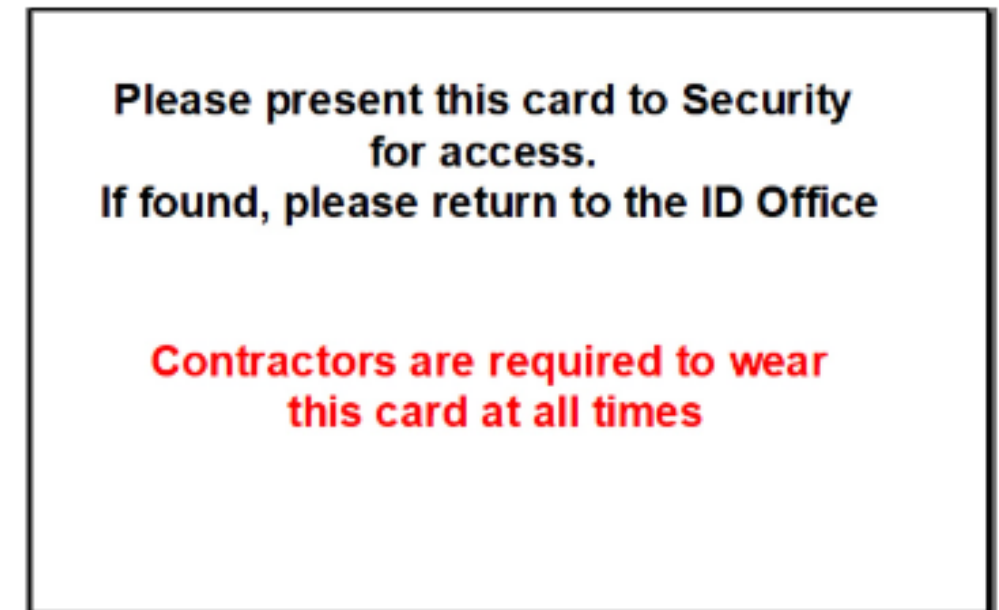 Please present this card to Security
for access.
If found, please return to the ID Office
Contractors are required to wear
this card at all times